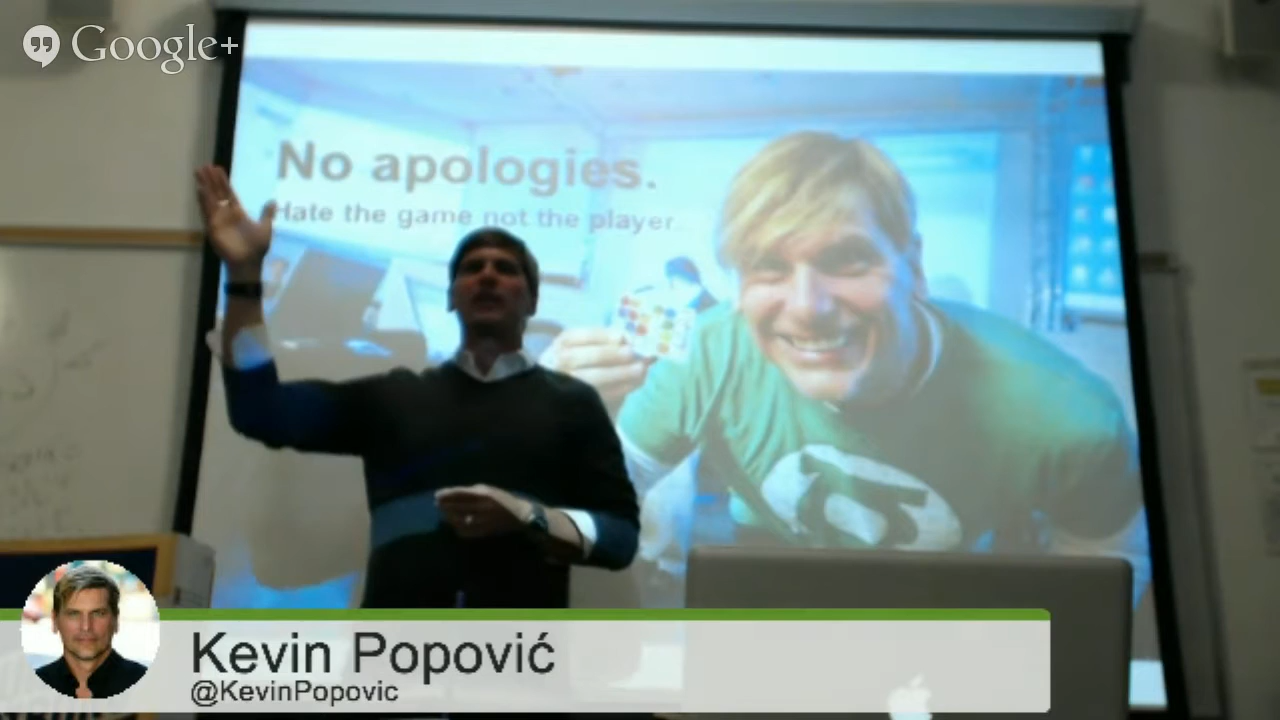 Google+
No apologies.
Hate the game not the player
Kevin Popović
@KevinPopovic